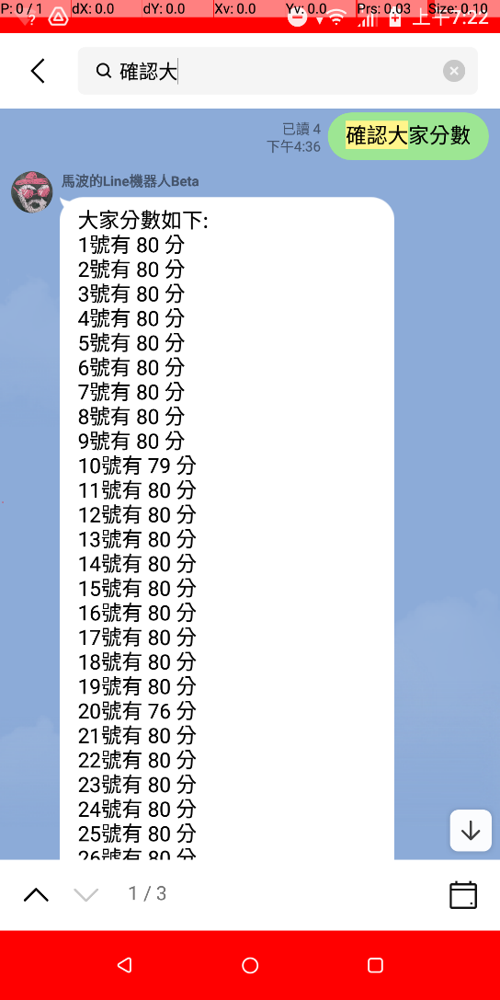 P: 0 / 1 dX: 0.0 dY: 0.0 Xv: 0.0 Yv: 0.0 Prs: 0.03 Size: 0.10
上午7:22
確認大
已讀 4
下午4:36
確認大家分數
馬波的Line機器人Beta
大家分數如下:
1號有 80 分
2號有 80 分
3號有 80 分
4號有 80 分
5號有 80 分
6號有 80 分
7號有 80 分
8號有 80 分
9號有 80 分
10號有 79 分
11號有 80 分
12號有 80 分
13號有 80 分
14號有 80 分
15號有 80 分
16號有 80 分
17號有 80 分
18號有 80 分
19號有 80 分
20號有 76 分
21號有 80 分
22號有 80 分
23號有 80 分
24號有 80 分
25號有 80 分
26號有 80 分
1 / 3